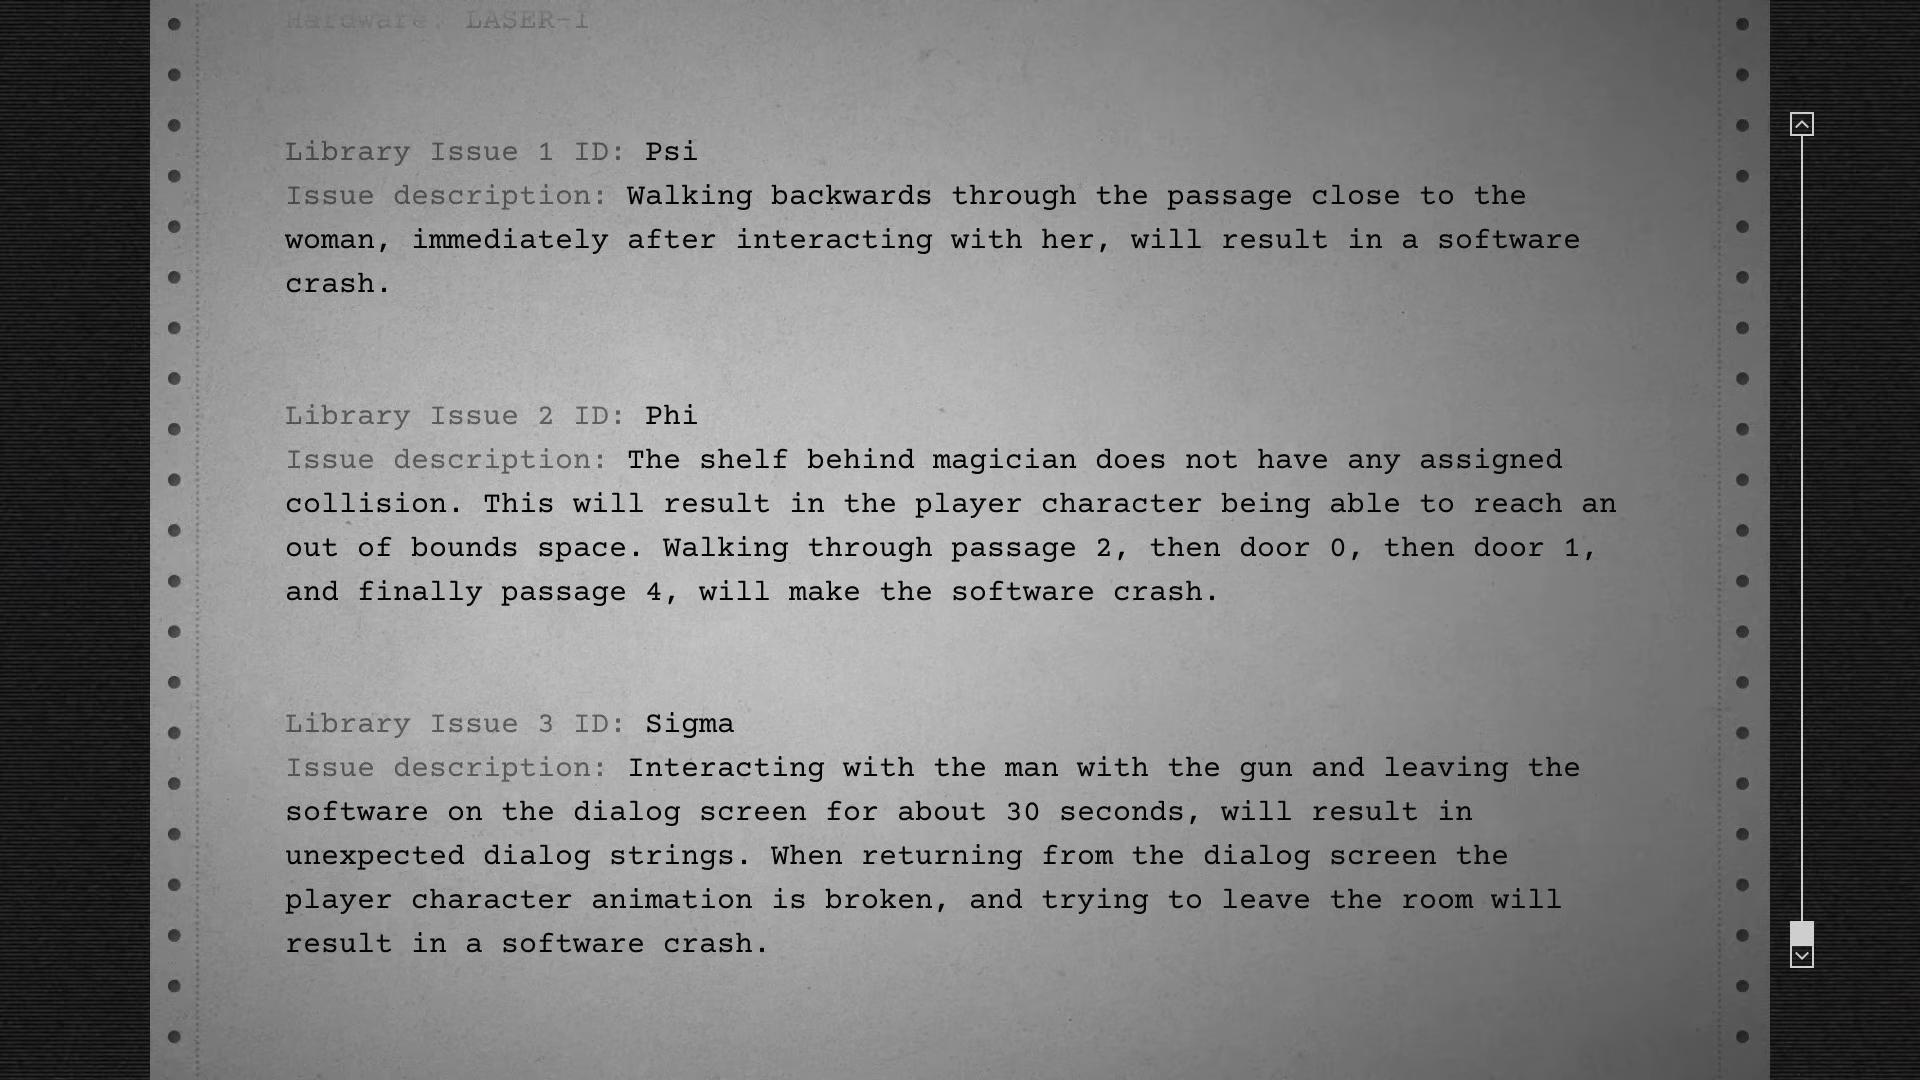 Hardware: LASER-1
Library Issue 1 ID: Psi
Issue description: Walking backwards through the passage close to the
woman, immediately after interacting with her, will result in a software
crash.
Library Issue 2 ID: Phi
Issue description: The shelf behind magician does not have any assigned
collision. This will result in the player character being able to reach an
out of bounds space. Walking through passage 2, then door 0, then door 1,
and finally passage 4, will make the software crash.
Library Issue 3 ID: Sigma
Issue description: Interacting with the man with the gun and leaving the
software on the dialog screen for about 30 seconds, will result in
unexpected dialog strings. When returning from the dialog screen the
player character animation is broken, and trying to leave the room will
result in a software crash.